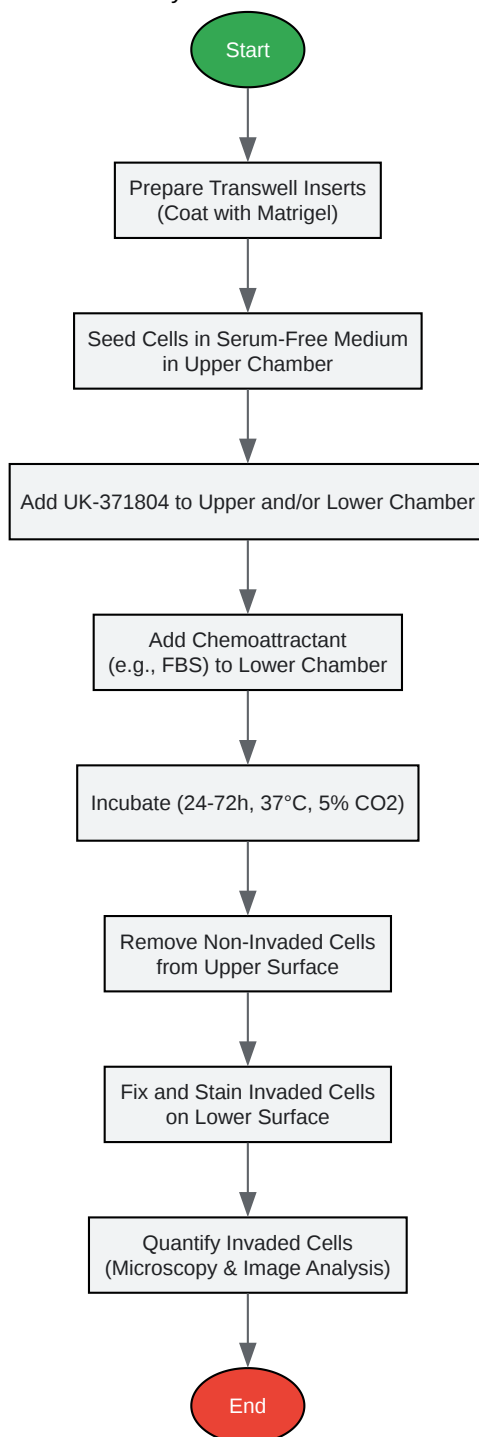 Start
Prepare Transwell Inserts
(Coat with Matrigel)
Seed Cells in Serum-Free Medium
in Upper Chamber
Add UK-371804 to Upper and/or Lower Chamber
Add Chemoattractant
(e.g., FBS) to Lower Chamber
Incubate (24-72h, 37°C, 5% CO2)
Remove Non-Invaded Cells
from Upper Surface
Fix and Stain Invaded Cells
on Lower Surface
Quantify Invaded Cells
(Microscopy & Image Analysis)
End